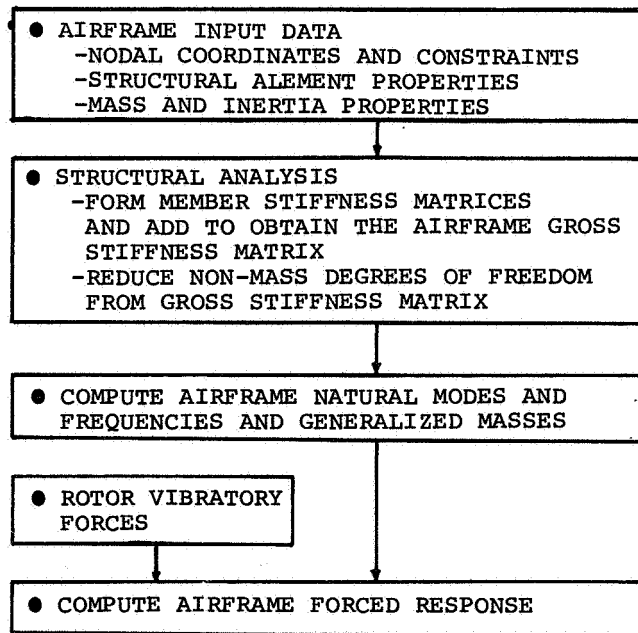 ● AIRFRAME INPUT DATA
-NODAL COORDINATES AND CONSTRAINTS
-STRUCTURAL ALEMENT PROPERTIES
-MASS AND INERTIA PROPERTIES
● STRUCTURAL ANALYSIS
-FORM MEMBER STIFFNESS MATRICES
AND ADD TO OBTAIN THE AIRFRAME GROSS
STIFFNESS MATRIX
-REDUCE NON-MASS DEGREES OF FREEDOM
FROM GROSS STIFFNESS MATRIX
● COMPUTE AIRFRAME NATURAL MODES AND
FREQUENCIES AND GENERALIZED MASSES
● ROTOR VIBRATORY
FORCES
● COMPUTE AIRFRAME FORCED RESPONSE